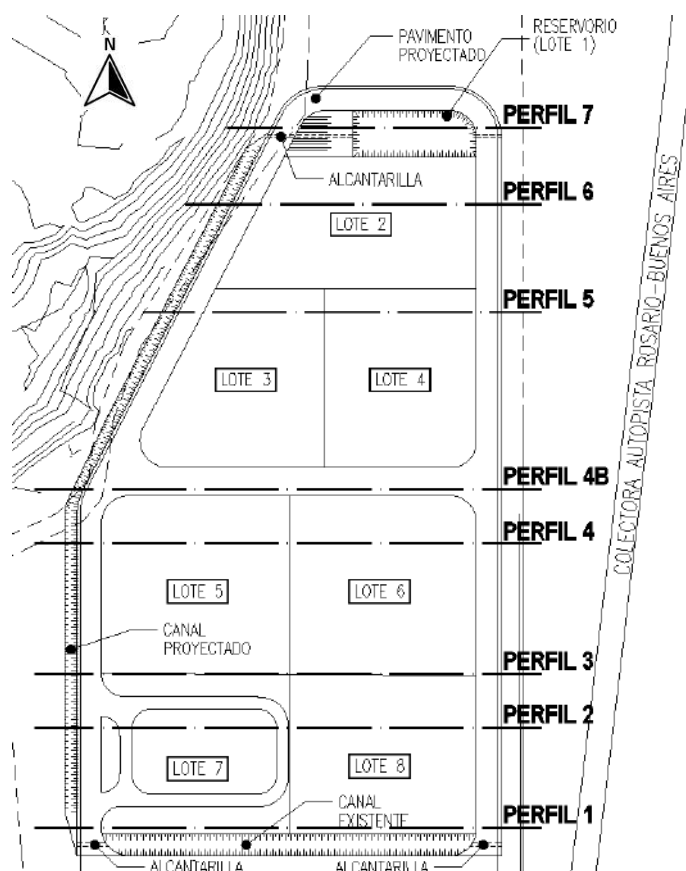 N
PAVIMENTO
PROYECTADO
RESERVORIO
(LOTE 1)
PERFIL 7
ALCANTARILLA
PERFIL 6
LOTE 2
PERFIL 5
LOTE 3
LOTE 4
COLECTORA AUTOPISTA ROSARIO-BUENOS AIRES
PERFIL 4B
PERFIL 4
LOTE 5
LOTE 6
CANAL
PROYECTADO
PERFIL 3
PERFIL 2
LOTE 7
LOTE 8
CANAL
EXISTENTE
PERFIL 1
ALCANTARILLA
ALCANTARILLA